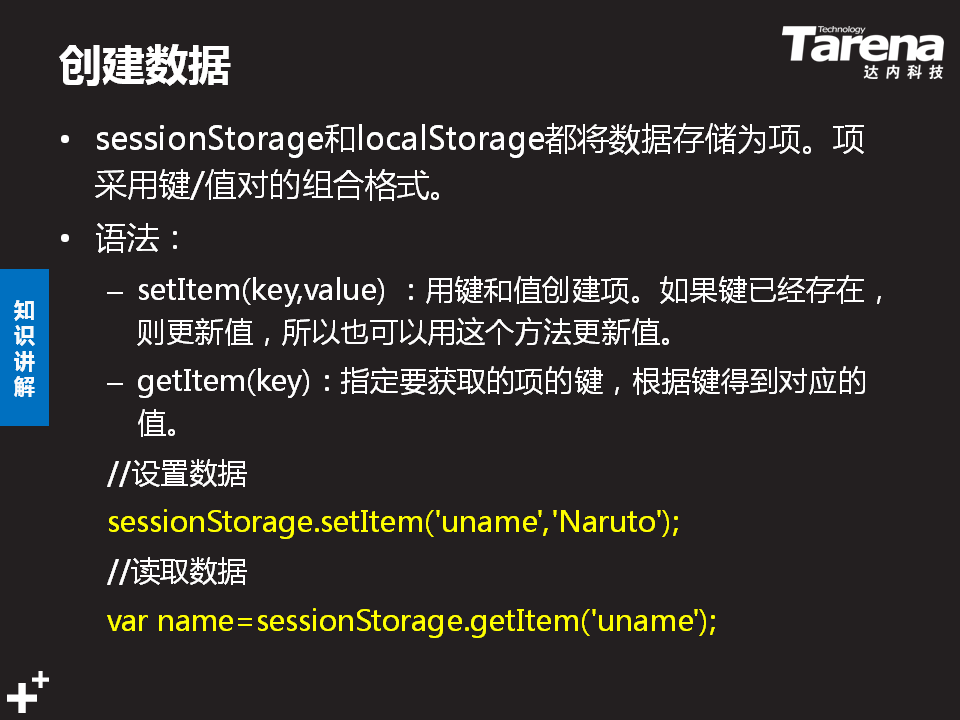 Technology
Tarena
达内科技
创建数据
• sessionStorage和localStorage都将数据存储为项。项
采用键/值对的组合格式。
• 语法：
– setItem(key,value) ：用键和值创建项。如果键已经存在，
则更新值，所以也可以用这个方法更新值。
– getItem(key)：指定要获取的项的键，根据键得到对应的
值。
//设置数据
sessionStorage.setItem('uname','Naruto');
//读取数据
var name=sessionStorage.getItem('uname');
知
识
讲
解